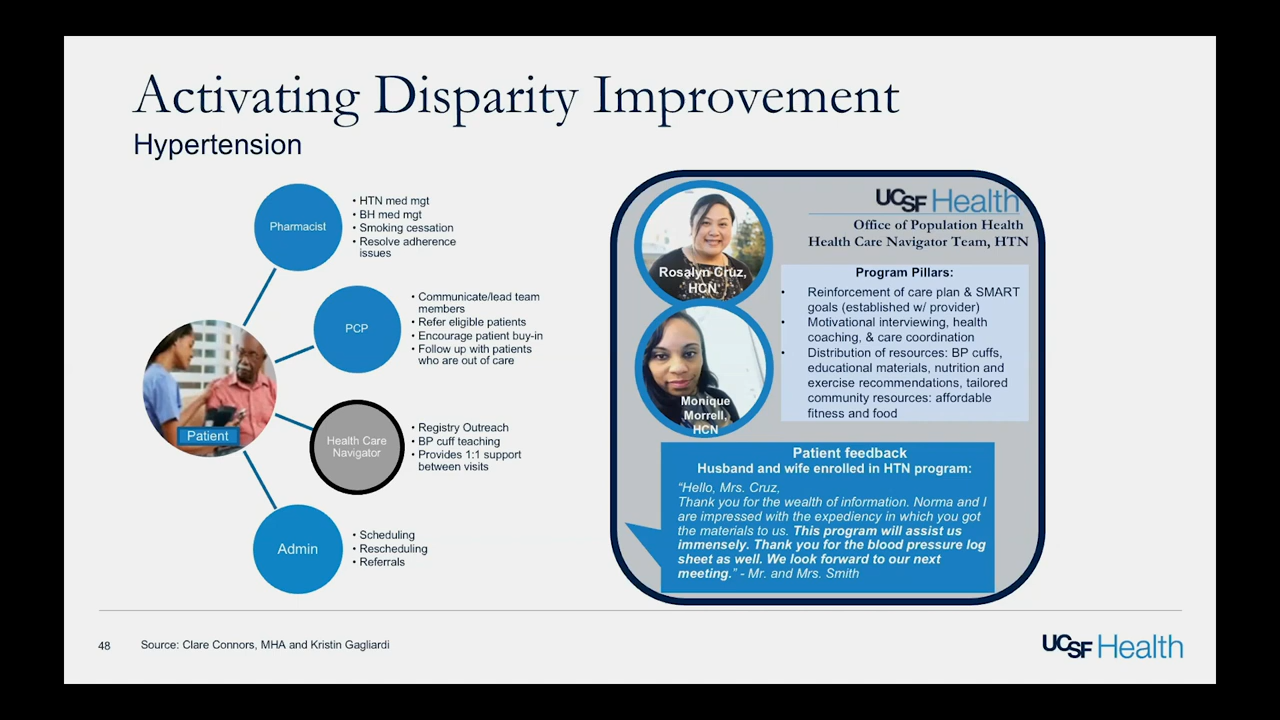 Activating Disparity Improvement
Hypertension
Pharmacist
• HTN med mgt
• BH med mgt
• Smoking cessation
• Resolve adherence
issues
PCP
• Communicate/lead team
members
• Refer eligible patients
• Encourage patient buy-in
• Follow up with patients
who are out of care
Patient
Health Care
Navigator
• Registry Outreach
• BP cuff teaching
• Provides 1:1 support
between visits
Admin
• Scheduling
• Rescheduling
• Referrals
UCSF Health
Office of Population Health
Health Care Navigator Team, HTN
Rosalyn Cruz,
HCN
Monique
Morrell,
HCN
Program Pillars:
• Reinforcement of care plan & SMART
goals (established w/ provider)
• Motivational interviewing, health
coaching, & care coordination
• Distribution of resources: BP cuffs,
educational materials, nutrition and
exercise recommendations, tailored
community resources: affordable
fitness and food
Patient feedback
Husband and wife enrolled in HTN program:
“Hello, Mrs. Cruz,
Thank you for the wealth of information. Norma and I
are impressed with the expediency in which you got
the materials to us. This program will assist us
immensely. Thank you for the blood pressure log
sheet as well. We look forward to our next
meeting.” - Mr. and Mrs. Smith
48
Source: Clare Connors, MHA and Kristin Gagliardi
UCSF Health